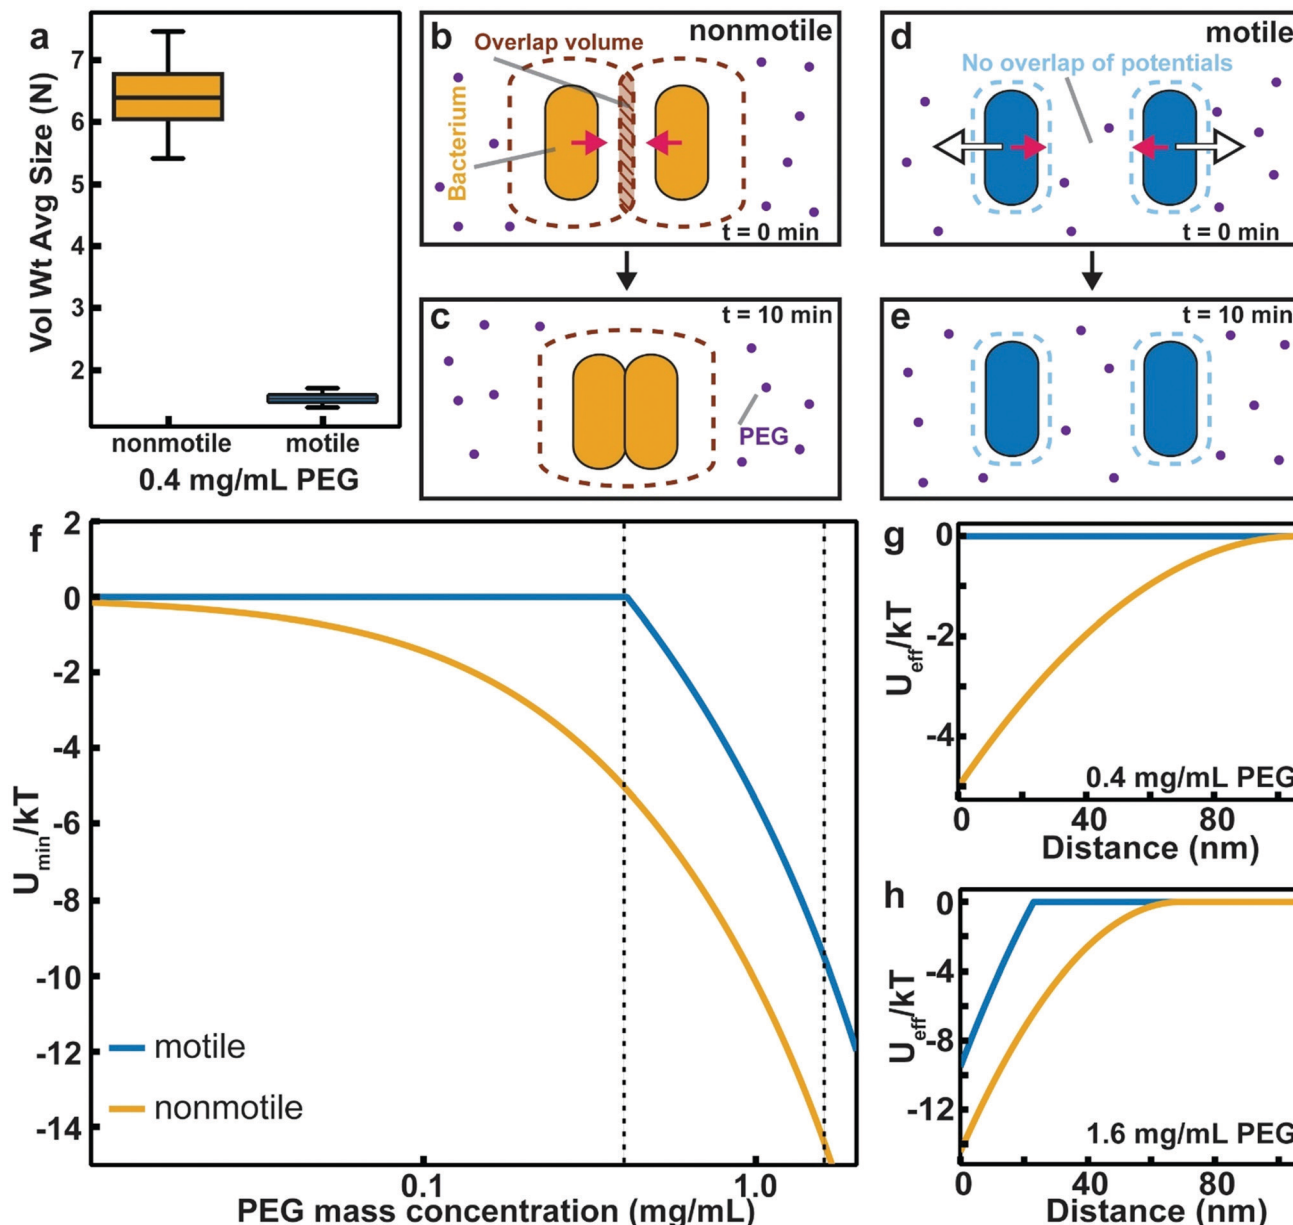 a
Vol Wt Avg Size (N)
7
6
5
4
3
2
nonmotile
motile
0.4 mg/mL PEG
b
nonmotile
Overlap volume
Bacterium
t = 0 min
c
t = 10 min
PEG
d
motile
No overlap of potentials
t = 0 min
e
t = 10 min
f
U_min/kT
2
0
-2
-4
-6
-8
-10
-12
-14
motile
nonmotile
0.1
1.0
PEG mass concentration (mg/mL)
g
U_eff/kT
0
-2
-4
0.4 mg/mL PEG
0
40
80
Distance (nm)
h
U_eff/kT
0
-4
-8
-12
1.6 mg/mL PEG
0
40
80
Distance (nm)